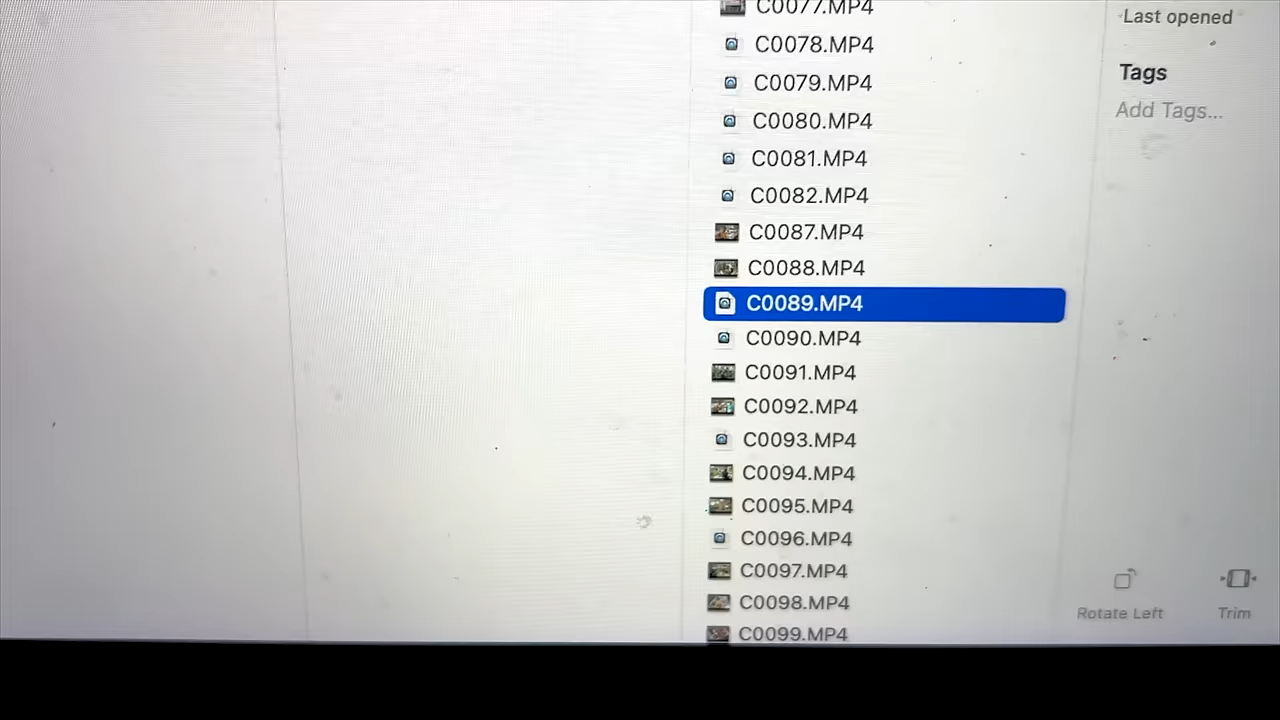 C0077.MP4
C0078.MP4
C0079.MP4
C0080.MP4
C0081.MP4
C0082.MP4
C0087.MP4
C0088.MP4
C0089.MP4
C0090.MP4
C0091.MP4
C0092.MP4
C0093.MP4
C0094.MP4
C0095.MP4
C0096.MP4
C0097.MP4
C0098.MP4
C0099.MP4
Last opened
Tags
Add Tags...
Rotate Left
Trim